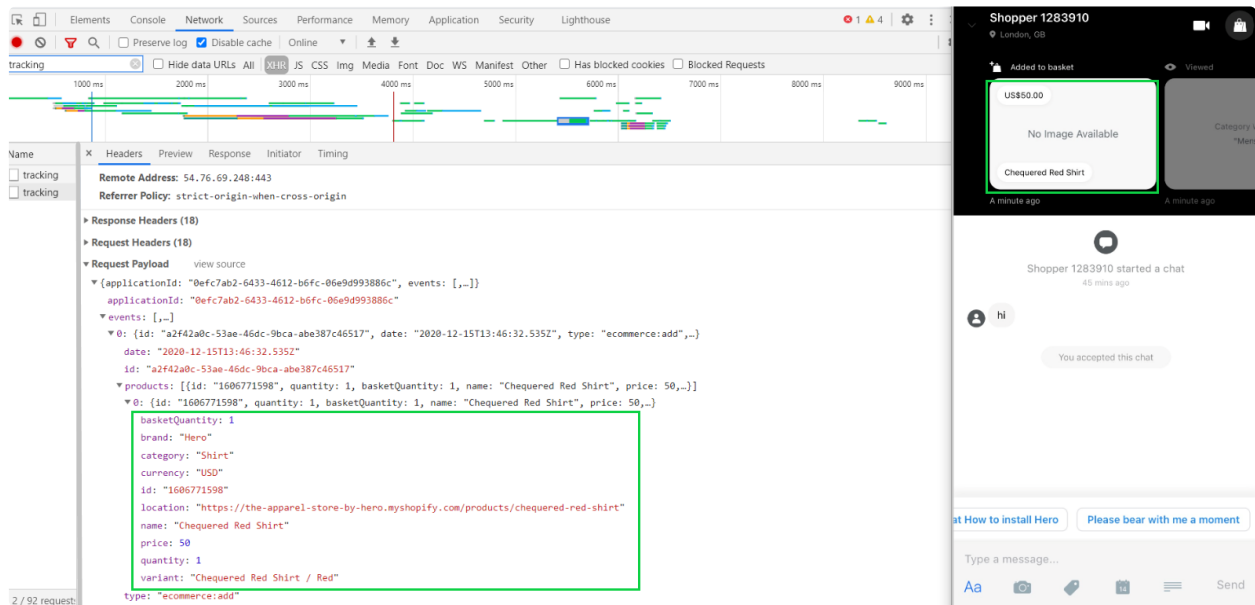 Elements Console Network Sources Performance Memory Application Security Lighthouse
1 4
Preserve log Disable cache Online
tracking
Hide data URLs All XHR JS CSS Img Media Font Doc WS Manifest Other Has blocked cookies Blocked Requests
1000 ms 2000 ms 3000 ms 4000 ms 5000 ms 6000 ms 7000 ms 8000 ms 9000 ms
Name
tracking
tracking
2 / 92 request
× Headers Preview Response Initiator Timing
Remote Address: 54.76.69.248:443
Referrer Policy: strict-origin-when-cross-origin
Response Headers (18)
Request Headers (18)
Request Payload view source
{applicationId: "0efc7ab2-6433-4612-b6fc-06e9d993886c", events: [,…]}
applicationId: "0efc7ab2-6433-4612-b6fc-06e9d993886c"
events: [,…]
0: {id: "a2f42a0c-53ae-46dc-9bca-abe387c46517", date: "2020-12-15T13:46:32.535Z", type: "ecommerce:add",…}
date: "2020-12-15T13:46:32.535Z"
id: "a2f42a0c-53ae-46dc-9bca-abe387c46517"
products: [{id: "1606771598", quantity: 1, basketQuantity: 1, name: "Chequered Red Shirt", price: 50,…}]
0: {id: "1606771598", quantity: 1, basketQuantity: 1, name: "Chequered Red Shirt", price: 50,…}
basketQuantity: 1
brand: "Hero"
category: "Shirt"
currency: "USD"
id: "1606771598"
location: "https://the-apparel-store-by-hero.myshopify.com/products/chequered-red-shirt"
name: "Chequered Red Shirt"
price: 50
quantity: 1
variant: "Chequered Red Shirt / Red"
type: "ecommerce:add"
Shopper 1283910
London, GB
Added to basket
Viewed
US$50.00
No Image Available
Chequered Red Shirt
Category
"Men
A minute ago
A minute ago
Shopper 1283910 started a chat
45 mins ago
hi
You accepted this chat
at How to install Hero
Please bear with me a moment
Type a message...
Aa
14
Send